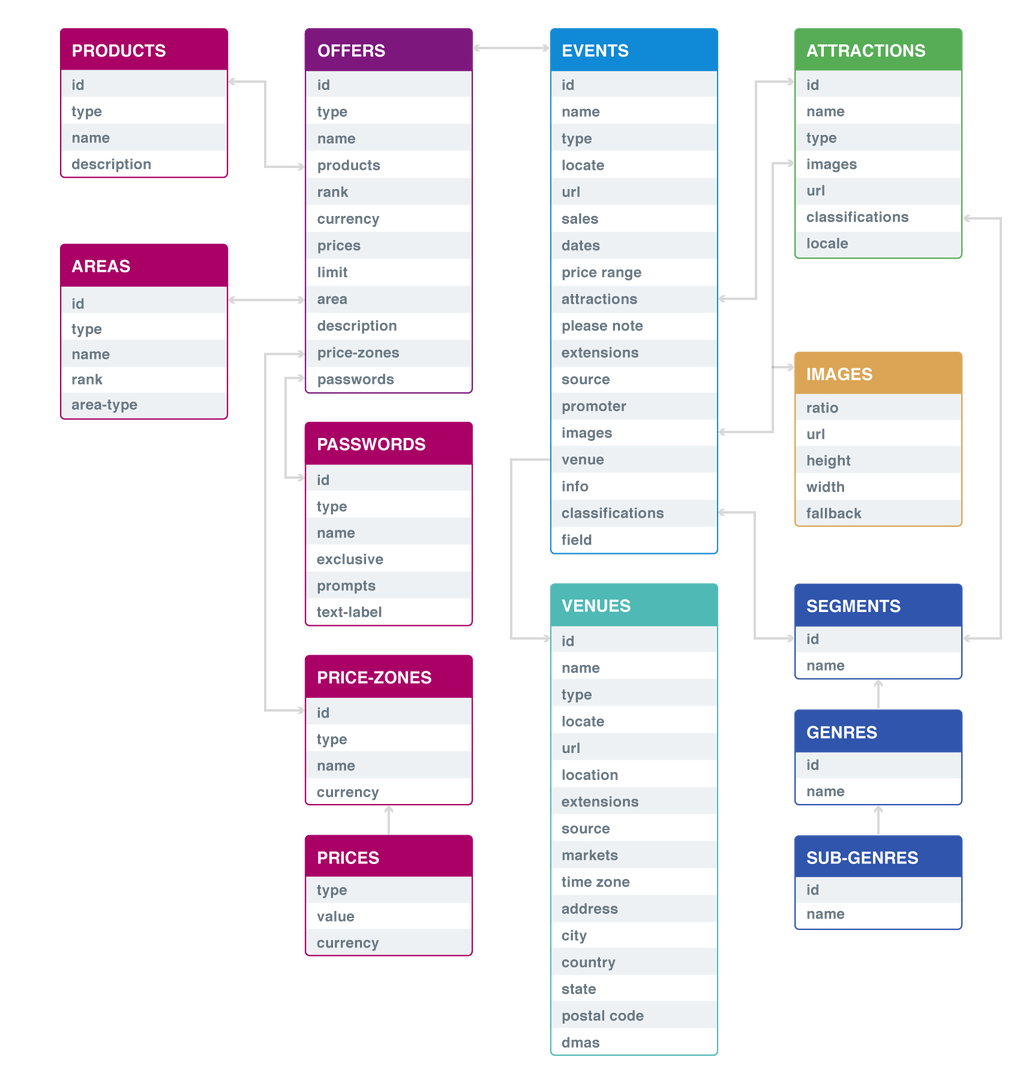 PRODUCTS
id
type
name
description
AREAS
id
type
name
rank
area-type
OFFERS
id
type
name
products
rank
currency
prices
limit
area
description
price-zones
passwords
PASSWORDS
id
type
name
exclusive
prompts
text-label
PRICE-ZONES
id
type
name
currency
PRICES
type
value
currency
EVENTS
id
name
type
locate
url
sales
dates
price range
attractions
please note
extensions
source
promoter
images
venue
info
classifications
field
VENUES
id
name
type
locate
url
location
extensions
source
markets
time zone
address
city
country
state
postal code
dmas
ATTRACTIONS
id
name
type
images
url
classifications
locale
IMAGES
ratio
url
height
width
fallback
SEGMENTS
id
name
GENRES
id
name
SUB-GENRES
id
name